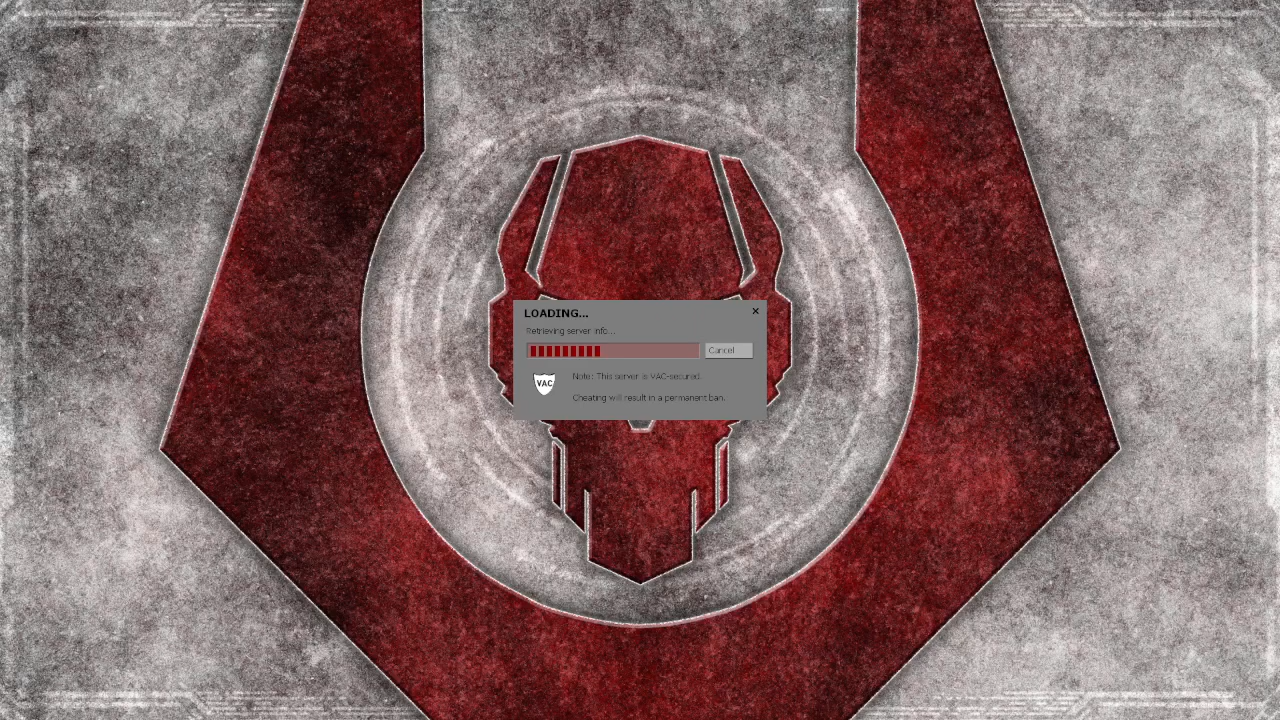 LOADING...
Retrieving server info...
Cancel
VAC
Note: This server is VAC-secured.
Cheating will result in a permanent ban.